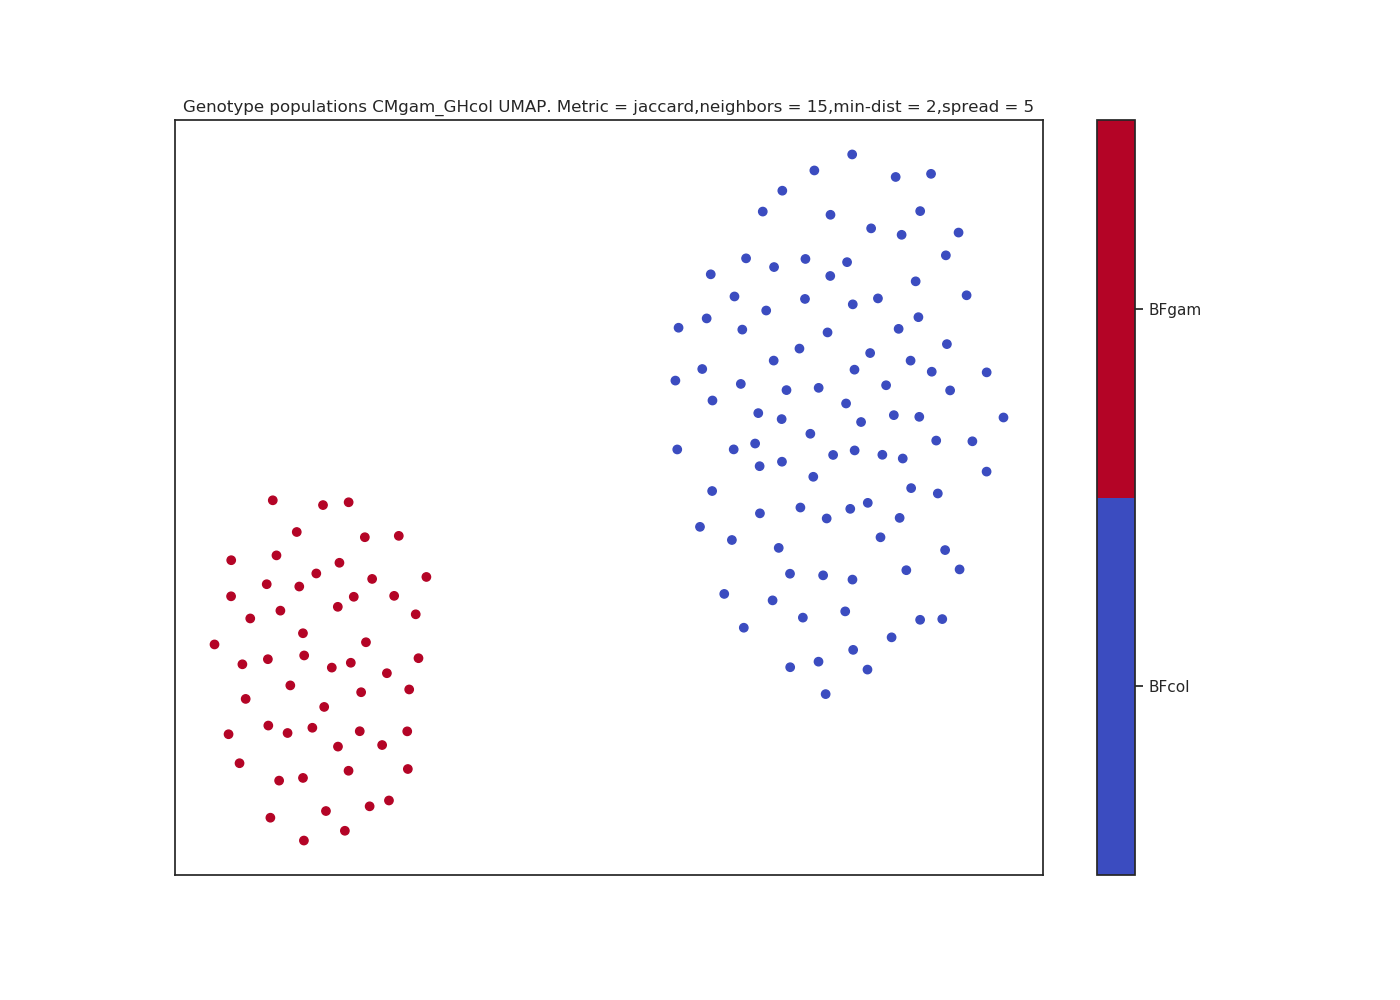 Genotype populations CMgam_GHcol UMAP. Metric = jaccard,neighbors = 15,min-dist = 2,spread = 5
BFgam
BFcol